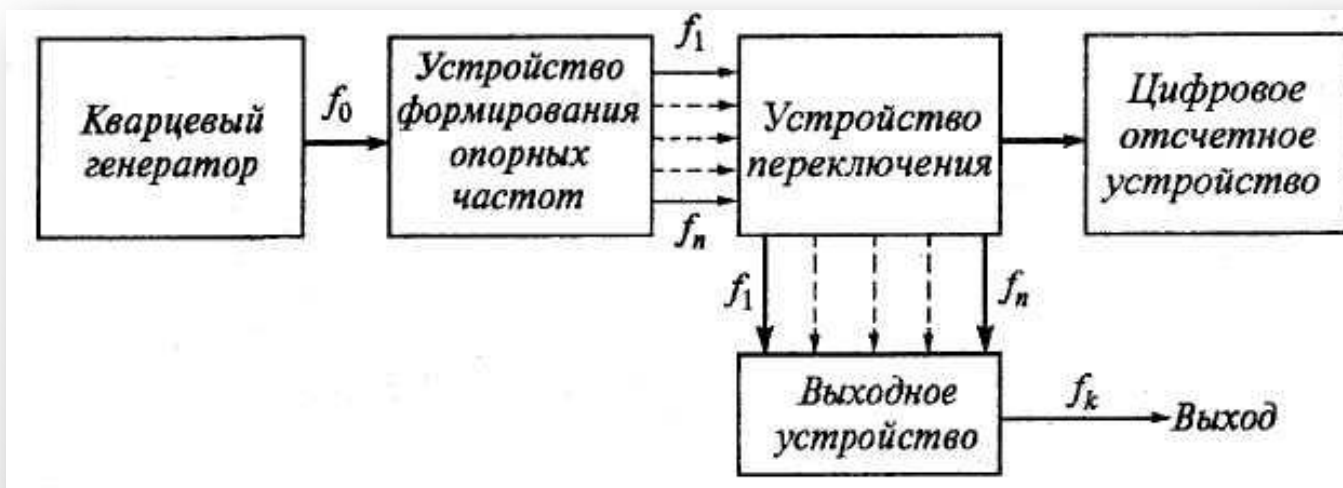 Кварцевый
генератор
f₀
Устройство
формирования
опорных
частот
f₁
fₙ
Устройство
переключения
Цифровое
отсчетное
устройство
f₁
fₙ
Выходное
устройство
fₖ
Выход